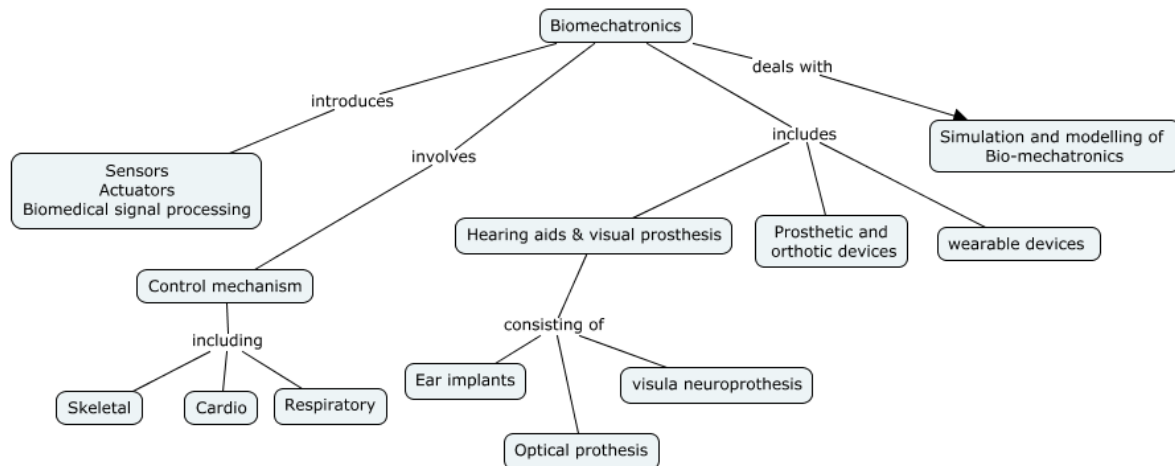 Biomechatronics
deals with
introduces
includes
involves
Simulation and modelling of
Bio-mechatronics
Sensors
Actuators
Biomedical signal processing
Hearing aids & visual prosthesis
Prosthetic and
orthotic devices
wearable devices
Control mechanism
consisting of
including
Ear implants
visula neuroprothesis
Skeletal
Cardio
Respiratory
Optical prothesis